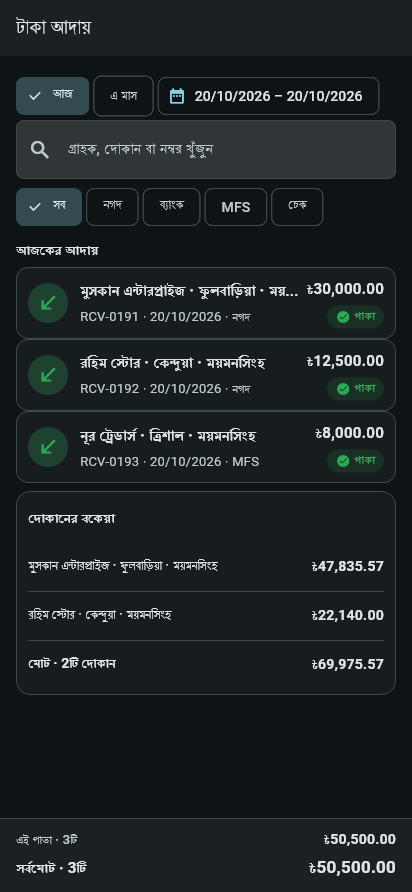 টাকা আদায়
আজ
এ মাস
20/10/2026 – 20/10/2026
গ্রাহক, দোকান বা নম্বর খুঁজুন
সব
নগদ
ব্যাংক
MFS
চেক
আজকের আদায়
মুসকান এন্টারপ্রাইজ · ফুলবাড়িয়া · ময়... ৳30,000.00
RCV-0191 · 20/10/2026 · নগদ পাকা
রহিম স্টোর · কেন্দুয়া · ময়মনসিংহ ৳12,500.00
RCV-0192 · 20/10/2026 · নগদ পাকা
নূর ট্রেডার্স · ত্রিশাল · ময়মনসিংহ ৳8,000.00
RCV-0193 · 20/10/2026 · MFS পাকা
দোকানের বকেয়া
মুসকান এন্টারপ্রাইজ · ফুলবাড়িয়া · ময়মনসিংহ ৳47,835.57
রহিম স্টোর · কেন্দুয়া · ময়মনসিংহ ৳22,140.00
মোট · 2টি দোকান ৳69,975.57
এই পাতা · 3টি ৳50,500.00
সর্বমোট · 3টি ৳50,500.00